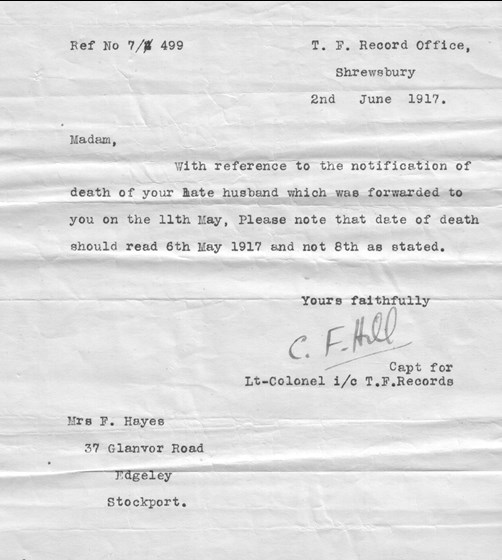 Ref No 7/ 499
T. F. Record Office,
Shrewsbury
2nd June 1917.
Madam,
With reference to the notification of
death of your late husband which was forwarded to
you on the 11th May, Please note that date of death
should read 6th May 1917 and not 8th as stated.
Yours faithfully
C. F. Hill
Capt for
Lt-Colonel i/c T.F.Records
Mrs F. Hayes
37 Glanvor Road
Edgeley
Stockport.